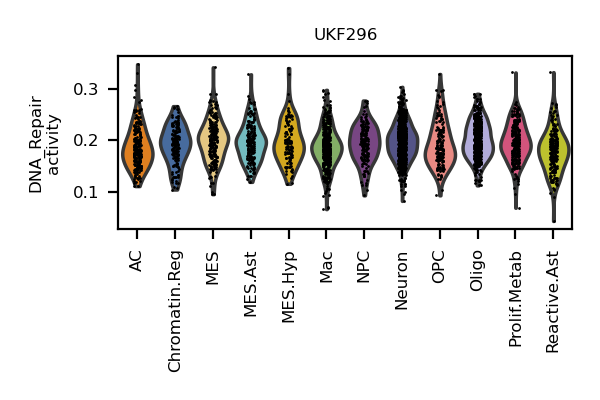 UKF296
DNA_Repair
activity
0.3
0.2
0.1
AC
Chromatin.Reg
MES
MES.Ast
MES.Hyp
Mac
NPC
Neuron
OPC
Oligo
Prolif.Metab
Reactive.Ast